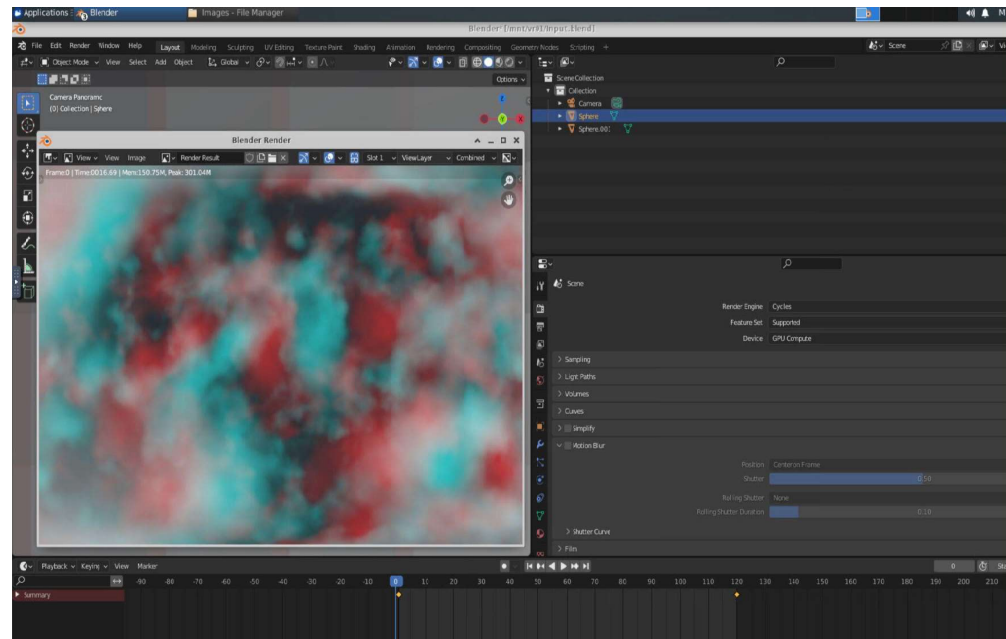 Applications Blender Images - File Manager
Blender* [/mnt/vr91/Input.blend]
File Edit Render Window Help Layout Modeling Sculpting UV Editing Texture Paint Shading Animation Rendering Compositing Geometry Nodes Scripting + Scene
Object Mode View Select Add Object Global
Options
Camera Panoramic
(0) Collection | Sphere
Scene Collection
Collection
Camera
Sphere
Sphere.001
Blender Render
View View Image Render Result Slot 1 ViewLayer Combined
Frame:0 | Time:00:16.69 | Mem:150.75M, Peak: 301.04M
Scene
Render Engine Cycles
Feature Set Supported
Device GPU Compute
Sampling
Light Paths
Volumes
Curves
Simplify
Motion Blur
Position Center on Frame
Shutter 0.50
Rolling Shutter None
Rolling Shutter Duration 0.10
Shutter Curve
Film
Playback Keying View Marker 0 Sta
-90 -80 -70 -60 -50 -40 -30 -20 -10 0 10 20 30 40 50 60 70 80 90 100 110 120 130 140 150 160 170 180 190 200 210
Summary